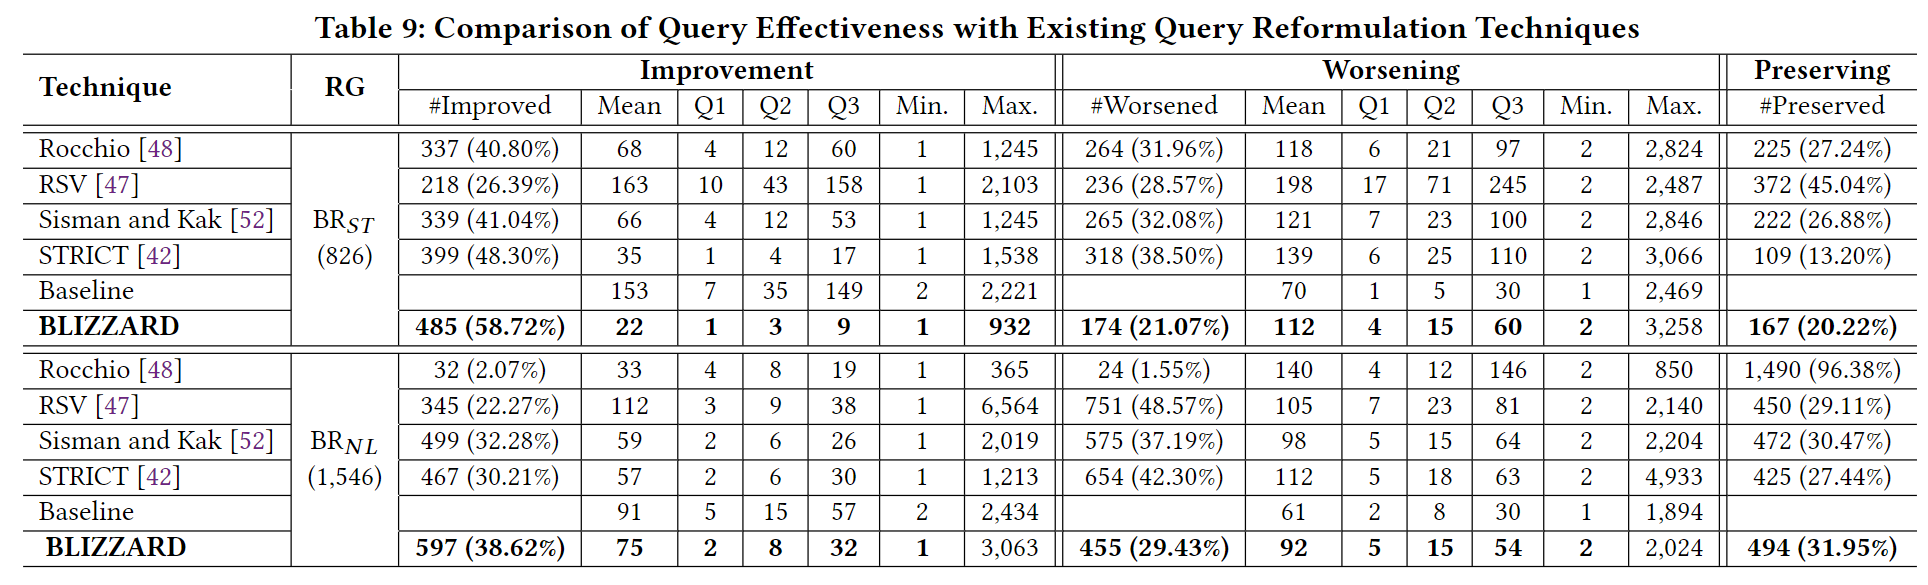 Table 9: Comparison of Query Effectiveness with Existing Query Reformulation Techniques
Technique RG Improvement Worsening Preserving
#Improved Mean Q1 Q2 Q3 Min. Max. #Worsened Mean Q1 Q2 Q3 Min. Max. #Preserved
Rocchio [48] 337 (40.80%) 68 4 12 60 1 1,245 264 (31.96%) 118 6 21 97 2 2,824 225 (27.24%)
RSV [47] 218 (26.39%) 163 10 43 158 1 2,103 236 (28.57%) 198 17 71 245 2 2,487 372 (45.04%)
Sisman and Kak [52] BRST 339 (41.04%) 66 4 12 53 1 1,245 265 (32.08%) 121 7 23 100 2 2,846 222 (26.88%)
STRICT [42] (826) 399 (48.30%) 35 1 4 17 1 1,538 318 (38.50%) 139 6 25 110 2 3,066 109 (13.20%)
Baseline 153 7 35 149 2 2,221 70 1 5 30 1 2,469
BLIZZARD 485 (58.72%) 22 1 3 9 1 932 174 (21.07%) 112 4 15 60 2 3,258 167 (20.22%)
Rocchio [48] 32 (2.07%) 33 4 8 19 1 365 24 (1.55%) 140 4 12 146 2 850 1,490 (96.38%)
RSV [47] 345 (22.27%) 112 3 9 38 1 6,564 751 (48.57%) 105 7 23 81 2 2,140 450 (29.11%)
Sisman and Kak [52] BRNL 499 (32.28%) 59 2 6 26 1 2,019 575 (37.19%) 98 5 15 64 2 2,204 472 (30.47%)
STRICT [42] (1,546) 467 (30.21%) 57 2 6 30 1 1,213 654 (42.30%) 112 5 18 63 2 4,933 425 (27.44%)
Baseline 91 5 15 57 2 2,434 61 2 8 30 1 1,894
BLIZZARD 597 (38.62%) 75 2 8 32 1 3,063 455 (29.43%) 92 5 15 54 2 2,024 494 (31.95%)